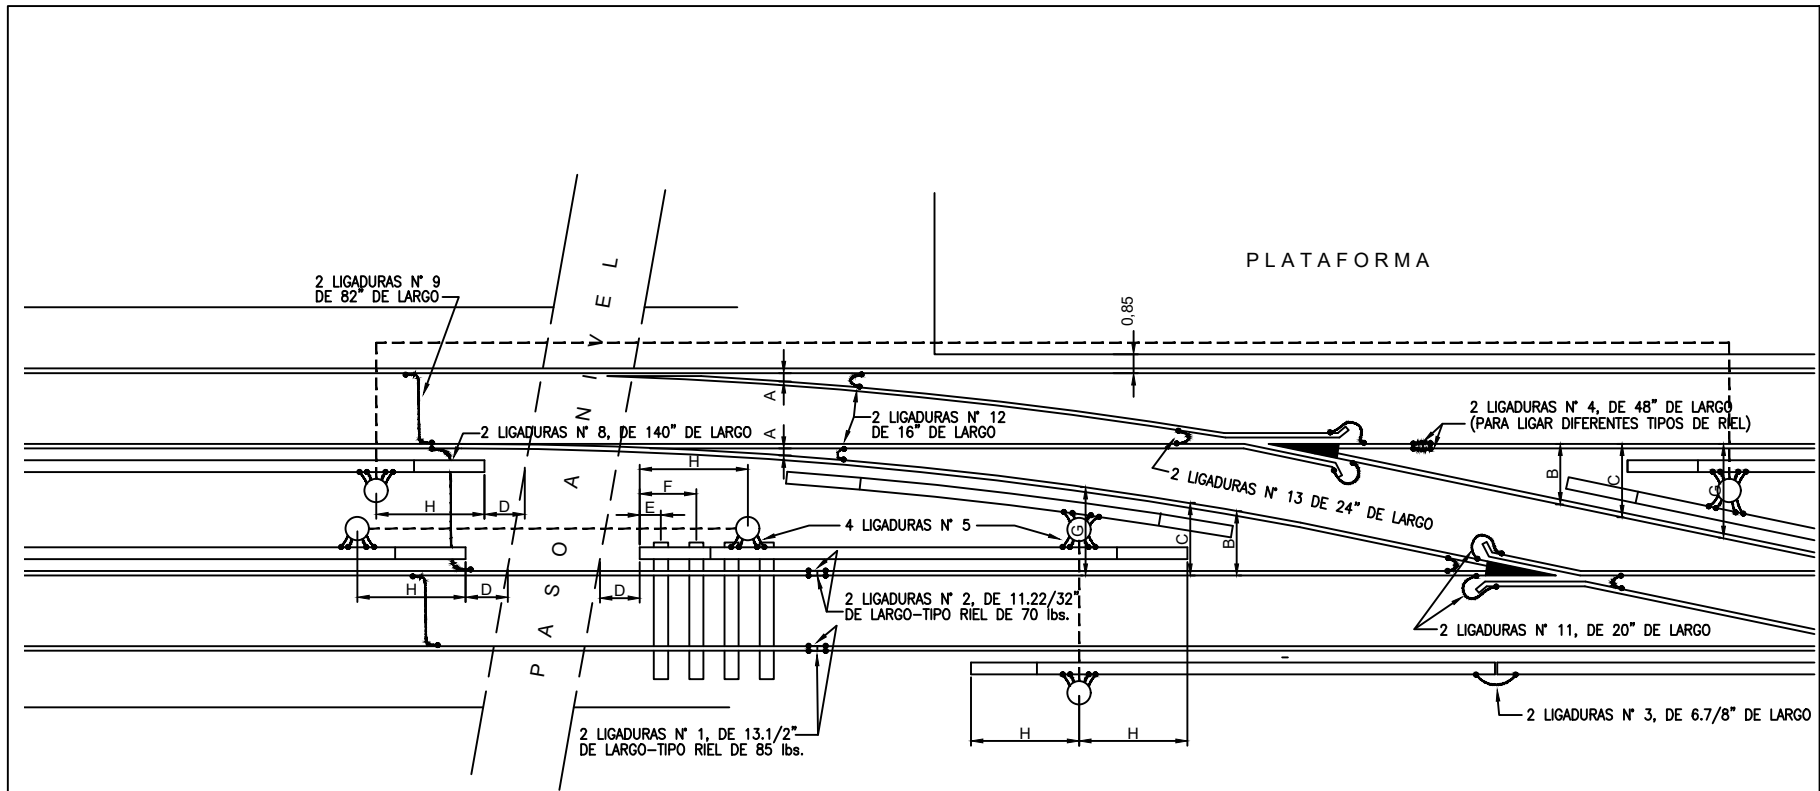 PLATAFORMA
2 LIGADURAS N° 9
DE 82" DE LARGO
0,85
PASO A NIVEL
A
A
2 LIGADURAS N° 12
DE 16" DE LARGO
2 LIGADURAS N° 4, DE 48" DE LARGO
(PARA LIGAR DIFERENTES TIPOS DE RIEL)
2 LIGADURAS N° 8, DE 140" DE LARGO
H
F
E
H
D
2 LIGADURAS N° 13 DE 24" DE LARGO
B
C
G
4 LIGADURAS N° 5
G
C
B
H
D
D
2 LIGADURAS N° 2, DE 11.22/32"
DE LARGO-TIPO RIEL DE 70 lbs.
2 LIGADURAS N° 11, DE 20" DE LARGO
2 LIGADURAS N° 1, DE 13.1/2"
DE LARGO-TIPO RIEL DE 85 lbs.
H
H
2 LIGADURAS N° 3, DE 6.7/8" DE LARGO